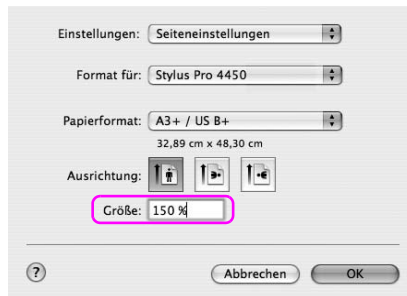 Einstellungen: Seiteneinstellungen
Format für: Stylus Pro 4450
Papierformat: A3+ / US B+
32,89 cm x 48,30 cm
Ausrichtung:
Größe: 150 %
? Abbrechen OK